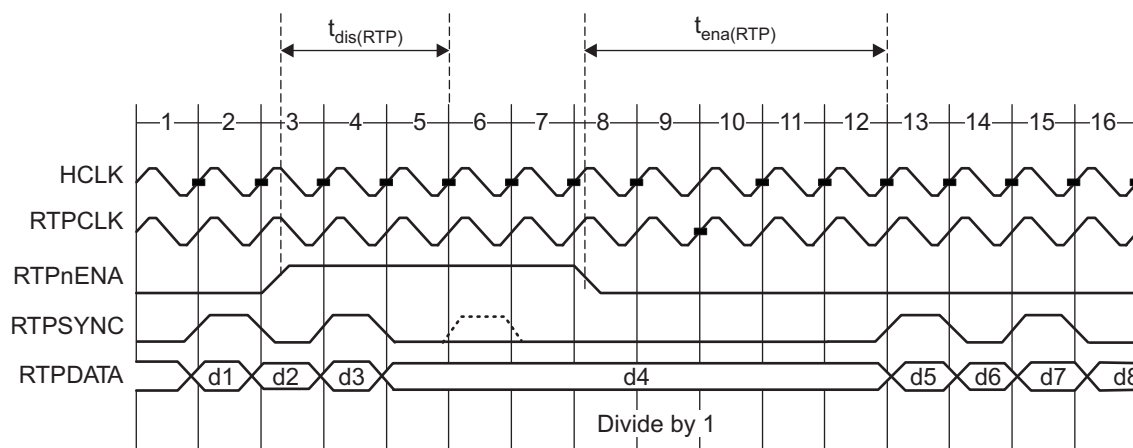 tdis(RTP) tena(RTP)
1 2 3 4 5 6 7 8 9 10 11 12 13 14 15 16
HCLK
RTPCLK
RTPnENA
RTPSYNC
RTPDATA d1 d2 d3 d4 d5 d6 d7 d8
Divide by 1